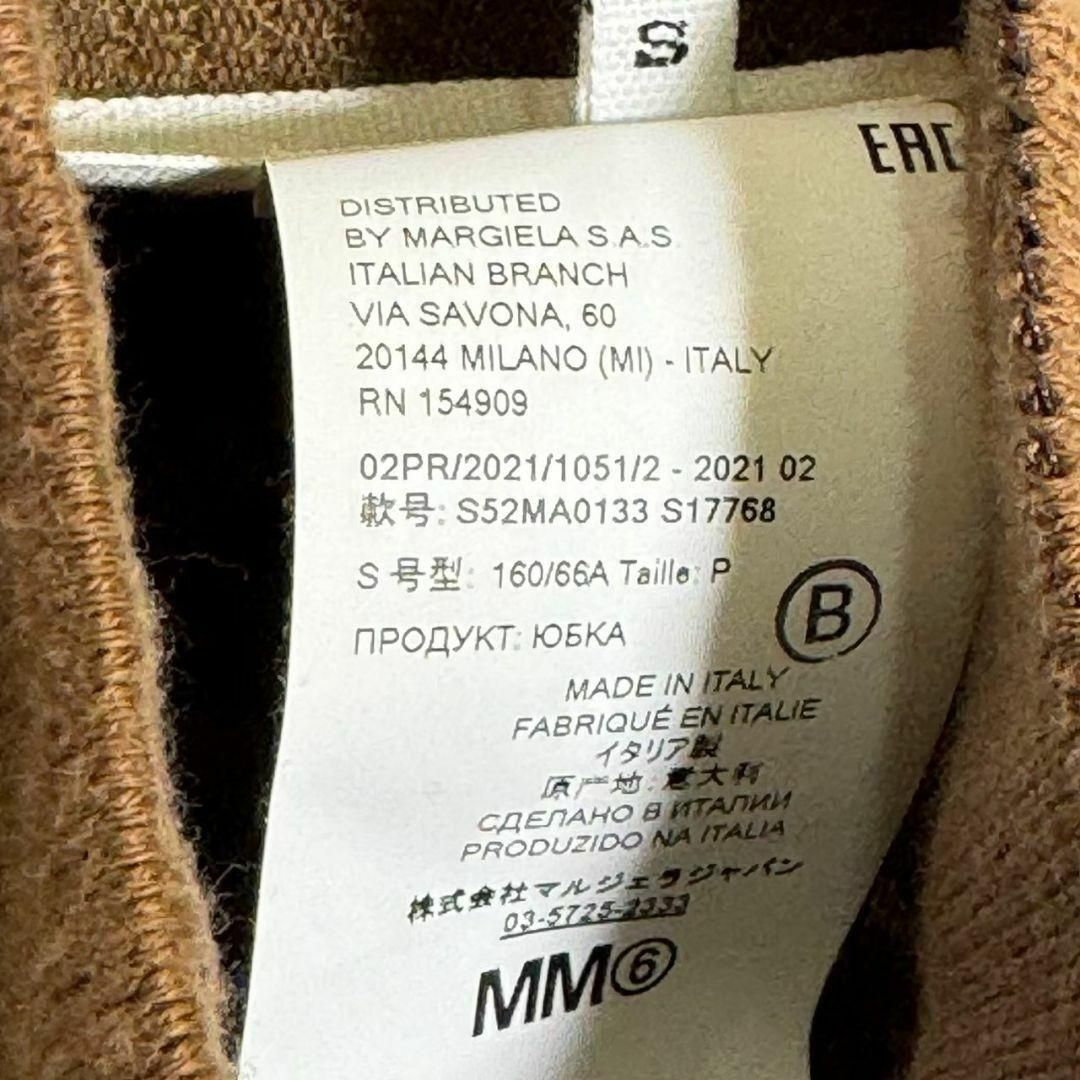 S
EAC
DISTRIBUTED
BY MARGIELA S.A.S.
ITALIAN BRANCH
VIA SAVONA, 60
20144 MILANO (MI) - ITALY
RN 154909
02PR/2021/1051/2 - 2021 02
款号: S52MA0133 S17768
S 号型: 160/66A Taille: P
ПРОДУКТ: ЮБКА
B
MADE IN ITALY
FABRIQUÉ EN ITALIE
イタリア製
原产地: 意大利
СДЕЛАНО В ИТАЛИИ
PRODUZIDO NA ITALIA
株式会社マルジェラジャパン
03-5725-2333
MM6